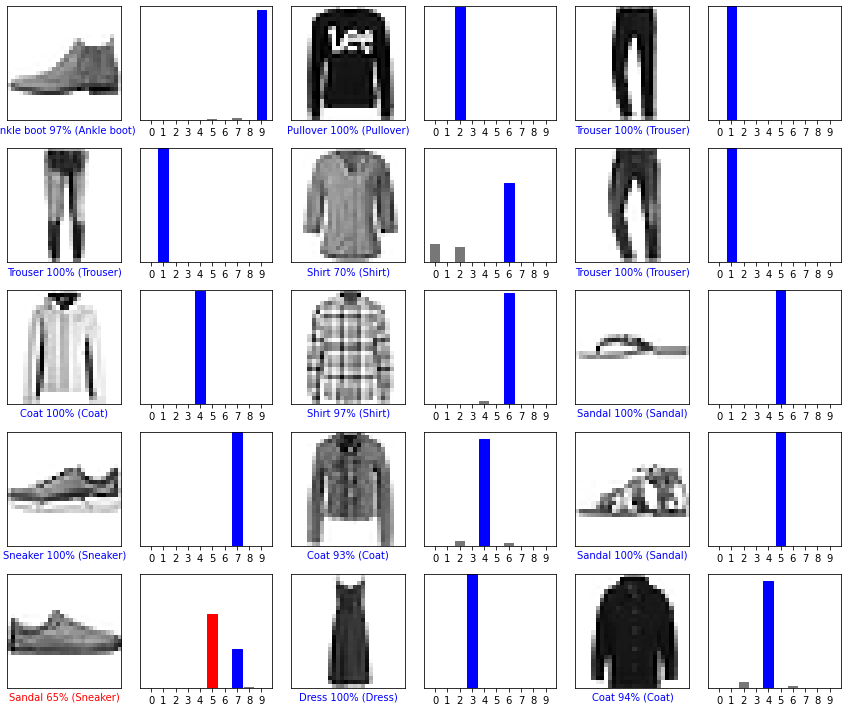 Lee
nkle boot 97% (Ankle boot)
0 1 2 3 4 5 6 7 8 9
Pullover 100% (Pullover)
0 1 2 3 4 5 6 7 8 9
Trouser 100% (Trouser)
0 1 2 3 4 5 6 7 8 9
Trouser 100% (Trouser)
0 1 2 3 4 5 6 7 8 9
Shirt 70% (Shirt)
0 1 2 3 4 5 6 7 8 9
Trouser 100% (Trouser)
0 1 2 3 4 5 6 7 8 9
Coat 100% (Coat)
0 1 2 3 4 5 6 7 8 9
Shirt 97% (Shirt)
0 1 2 3 4 5 6 7 8 9
Sandal 100% (Sandal)
0 1 2 3 4 5 6 7 8 9
Sneaker 100% (Sneaker)
0 1 2 3 4 5 6 7 8 9
Coat 93% (Coat)
0 1 2 3 4 5 6 7 8 9
Sandal 100% (Sandal)
0 1 2 3 4 5 6 7 8 9
Sandal 65% (Sneaker)
0 1 2 3 4 5 6 7 8 9
Dress 100% (Dress)
0 1 2 3 4 5 6 7 8 9
Coat 94% (Coat)
0 1 2 3 4 5 6 7 8 9